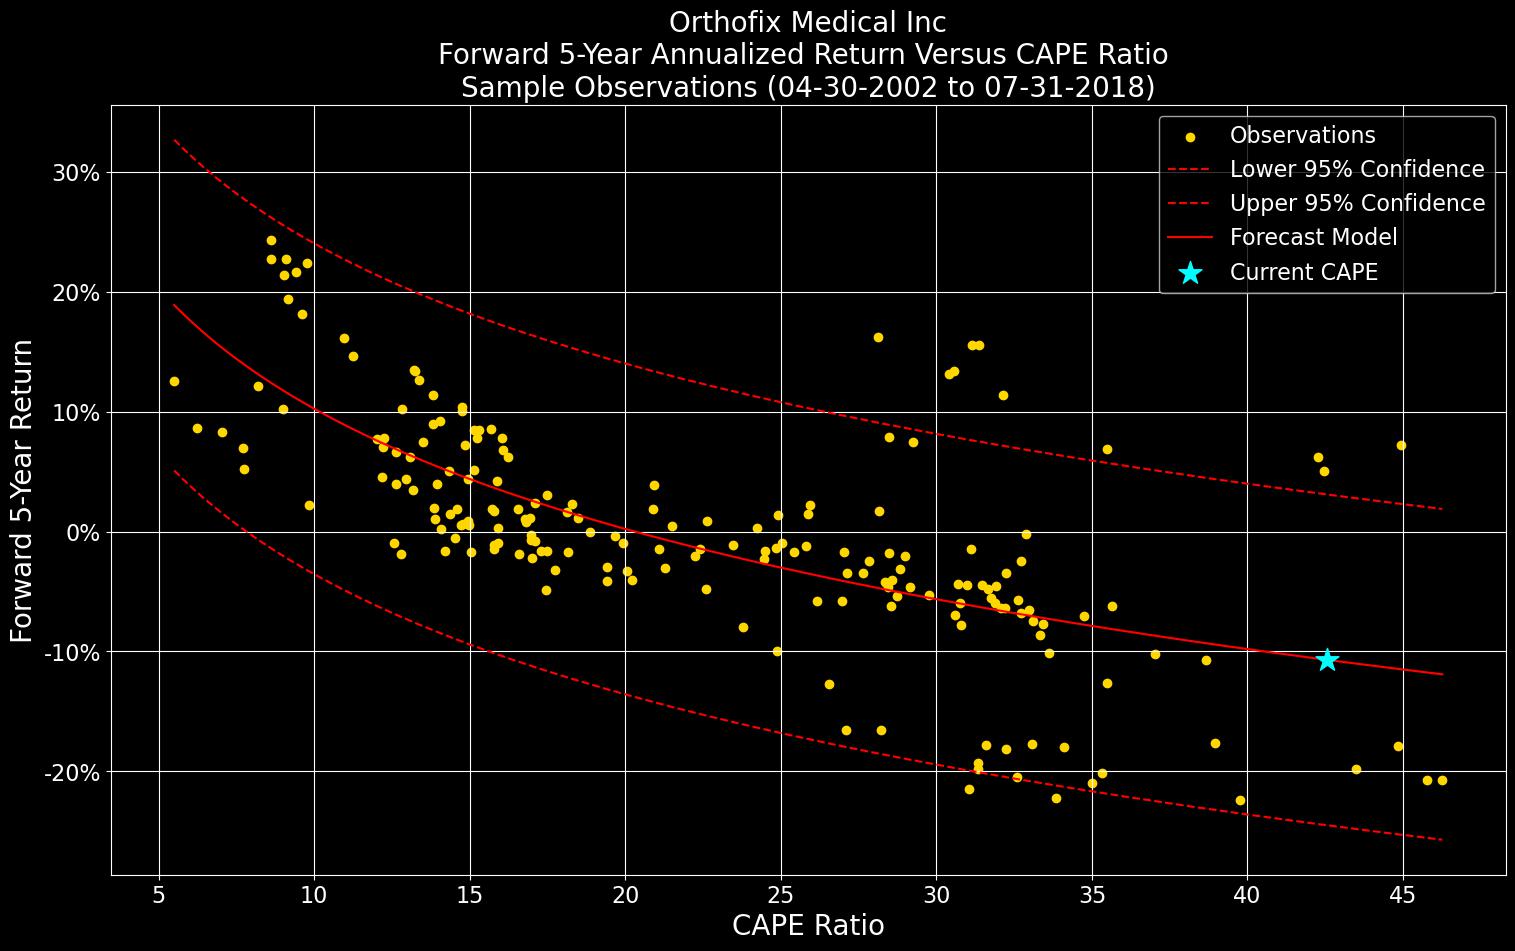 Orthofix Medical Inc
Forward 5-Year Annualized Return Versus CAPE Ratio
Sample Observations (04-30-2002 to 07-31-2018)
Observations
Lower 95% Confidence
Upper 95% Confidence
Forecast Model
Current CAPE
Forward 5-Year Return
30%
20%
10%
0%
-10%
-20%
5 10 15 20 25 30 35 40 45
CAPE Ratio